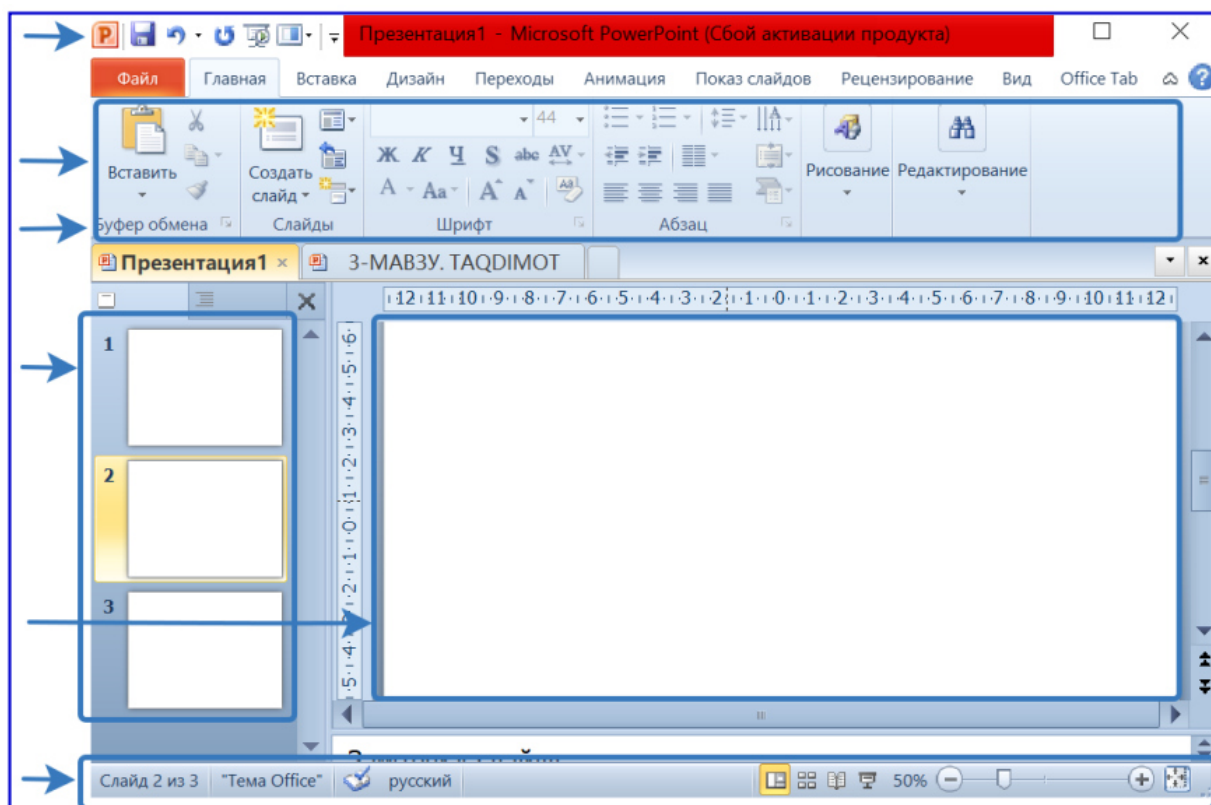 Презентация1 - Microsoft PowerPoint (Сбой активации продукта)
Файл Главная Вставка Дизайн Переходы Анимация Показ слайдов Рецензирование Вид Office Tab
44
Ж К Ч S abc AV
Вставить Создать слайд A Aa A A Рисование Редактирование
Буфер обмена Слайды Шрифт Абзац
Презентация1 3-МАВЗУ. TAQDIMOT
12 11 10 9 8 7 6 5 4 3 2 1 0 1 2 3 4 5 6 7 8 9 10 11 12
6 5 4 3 2 1 0 1 2 3 4 5
1
2
3
Слайд 2 из 3 "Тема Office" русский 50%